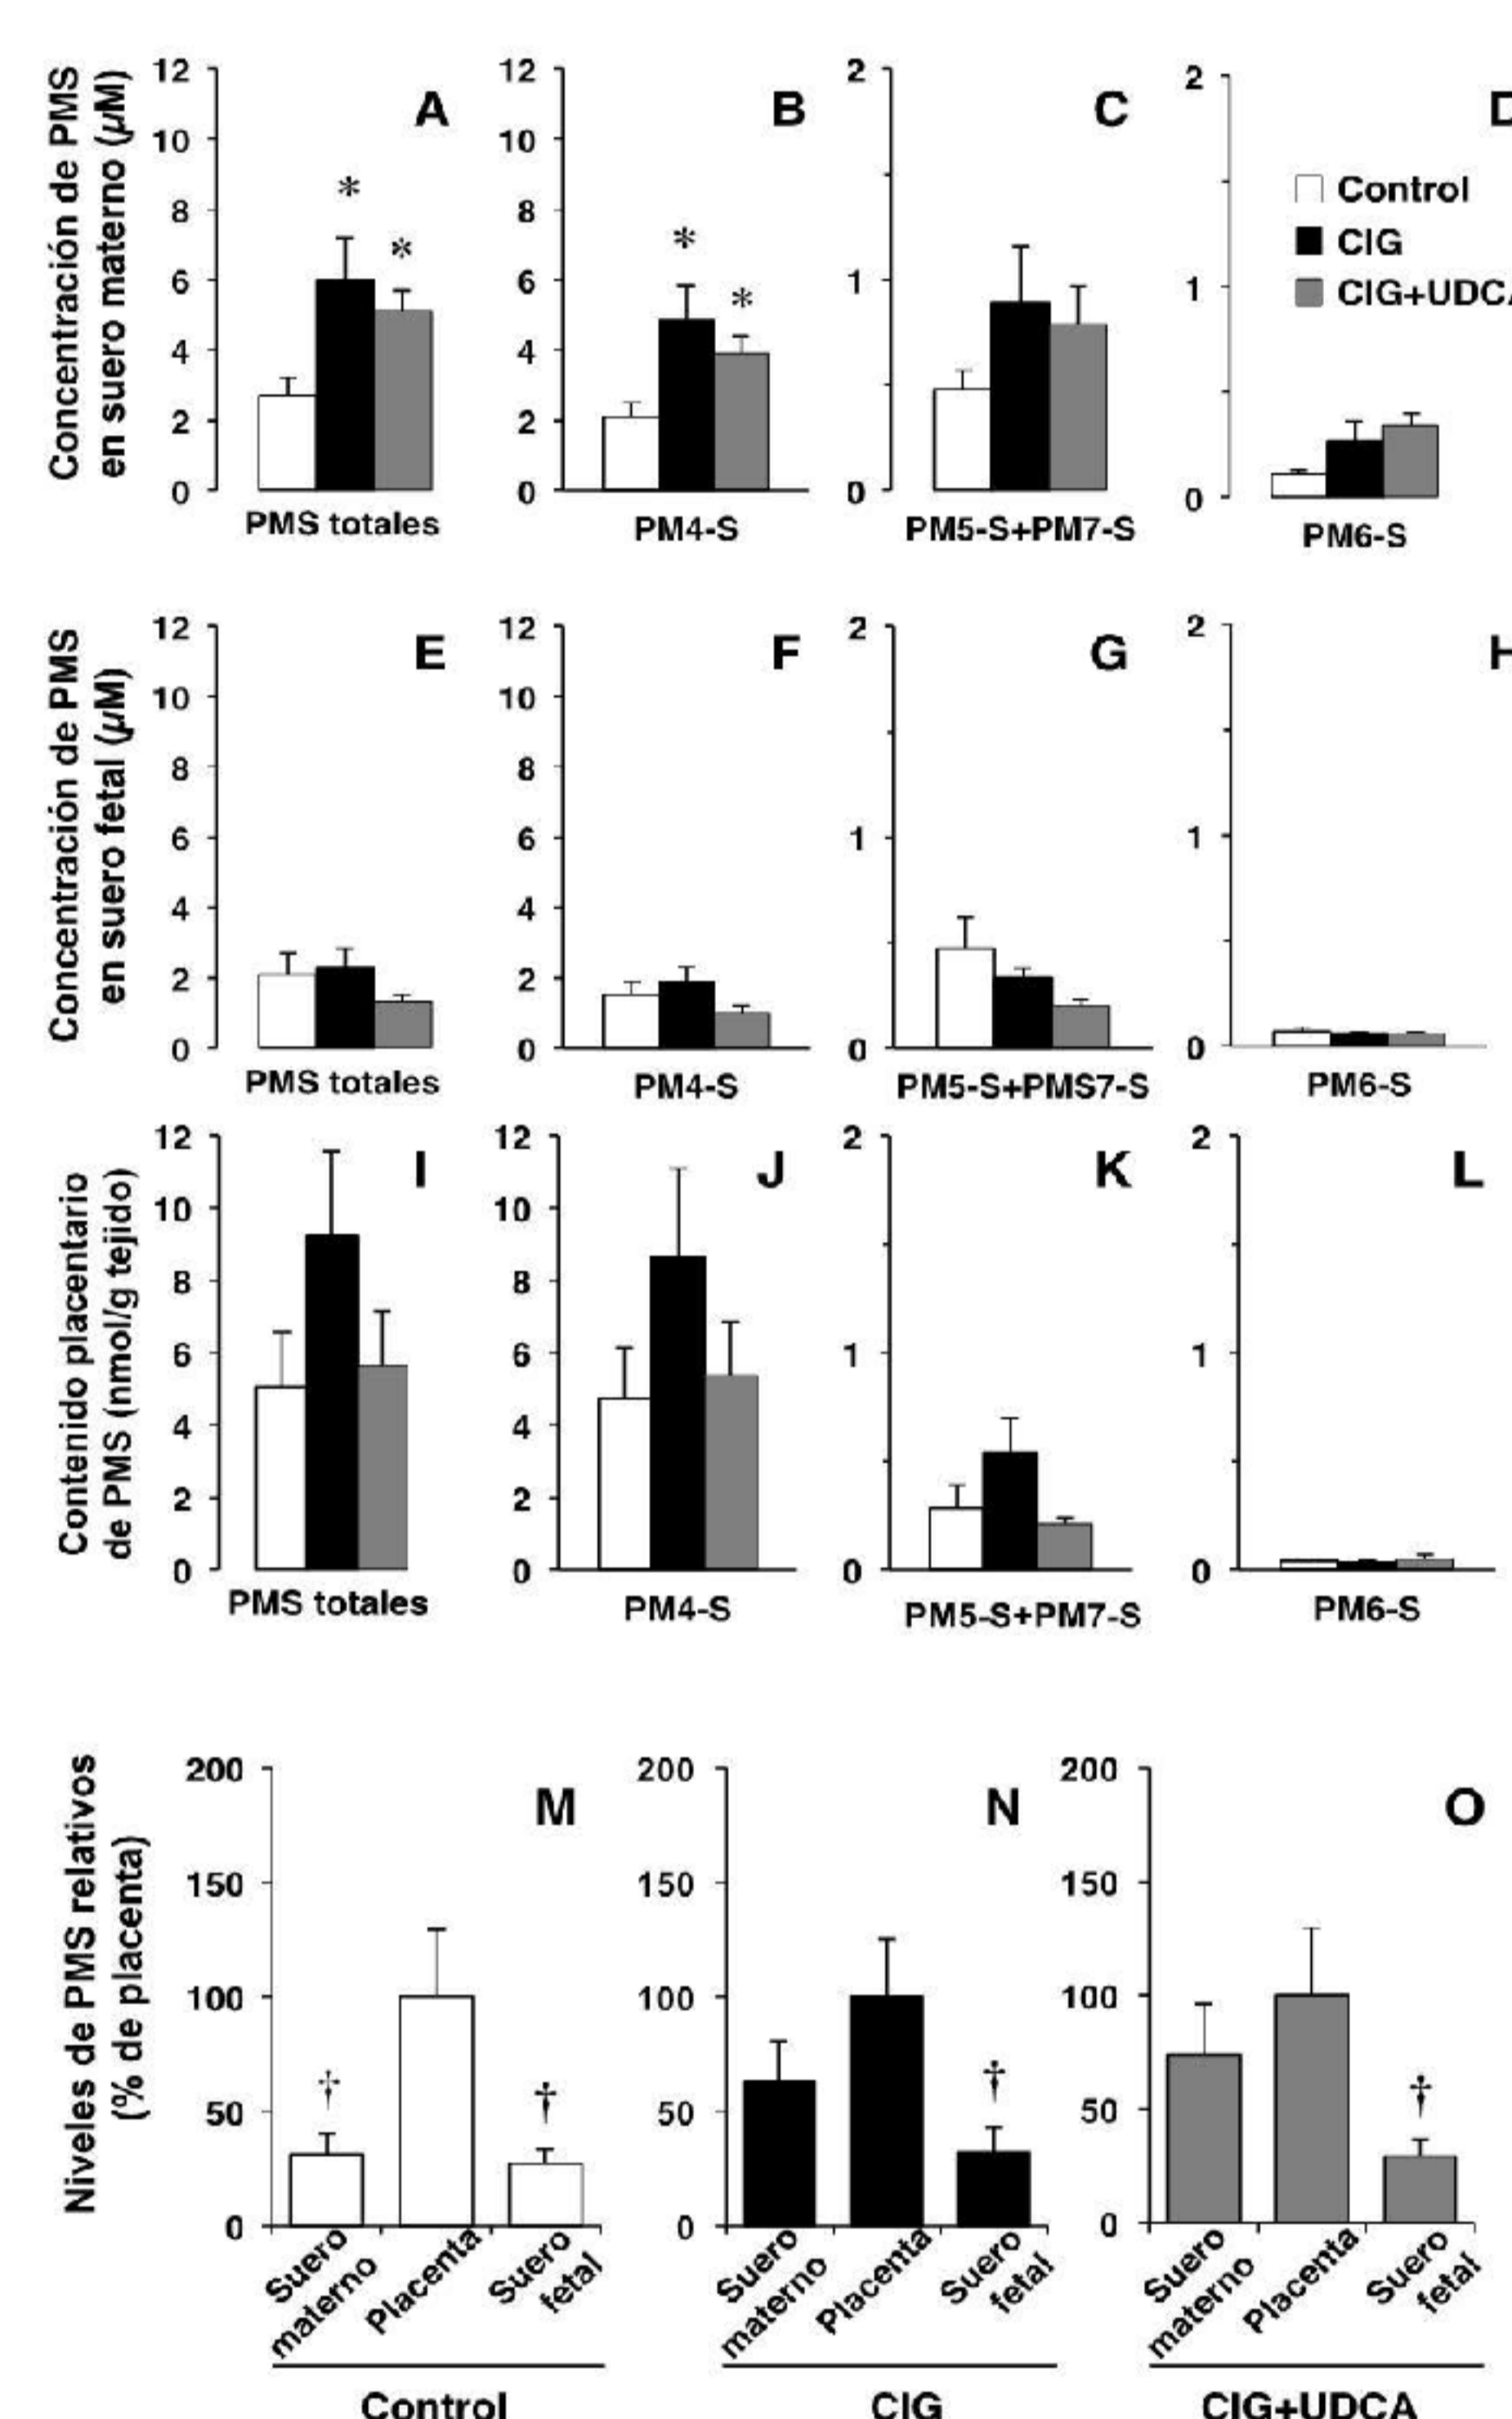 Concentración de PMS
en suero materno (µM)
12
10
8
6
4
2
0
A
*
*
PMS totales
12
10
8
6
4
2
0
B
*
*
PM4-S
2
1
0
C
PM5-S+PM7-S
2
1
0
D
Control
CIG
CIG+UDCA
PM6-S
Concentración de PMS
en suero fetal (µM)
12
10
8
6
4
2
0
E
PMS totales
12
10
8
6
4
2
0
F
PM4-S
2
1
0
G
PM5-S+PMS7-S
2
1
0
H
PM6-S
Contenido placentario
de PMS (nmol/g tejido)
12
10
8
6
4
2
0
I
PMS totales
12
10
8
6
4
2
0
J
PM4-S
2
1
0
K
PM5-S+PM7-S
2
1
0
L
PM6-S
Niveles de PMS relativos
(% de placenta)
200
150
100
50
0
M
†
†
Suero
materno
Placenta
Suero
fetal
Control
200
150
100
50
0
N
†
Suero
materno
Placenta
Suero
fetal
CIG
200
150
100
50
0
O
†
Suero
materno
Placenta
Suero
fetal
CIG+UDCA